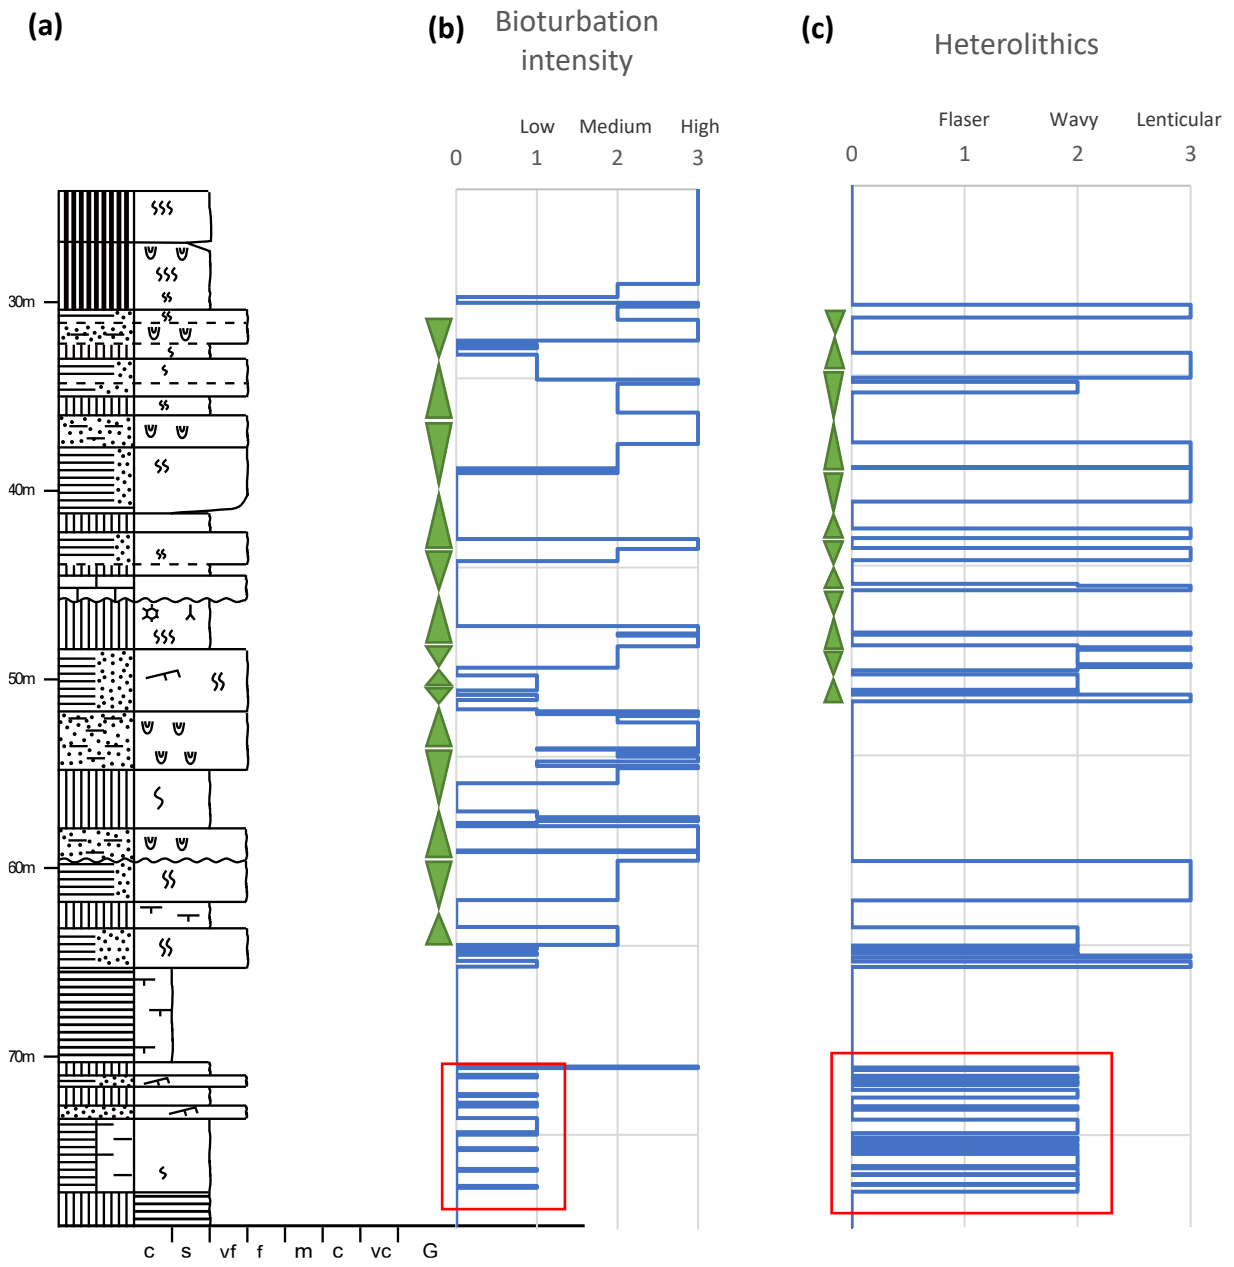 (a)
(b)
Bioturbation
intensity
(c)
Heterolithics
Low Medium High
0 1 2 3
Flaser Wavy Lenticular
0 1 2 3
30m
40m
50m
60m
70m
c s vf f m c vc G